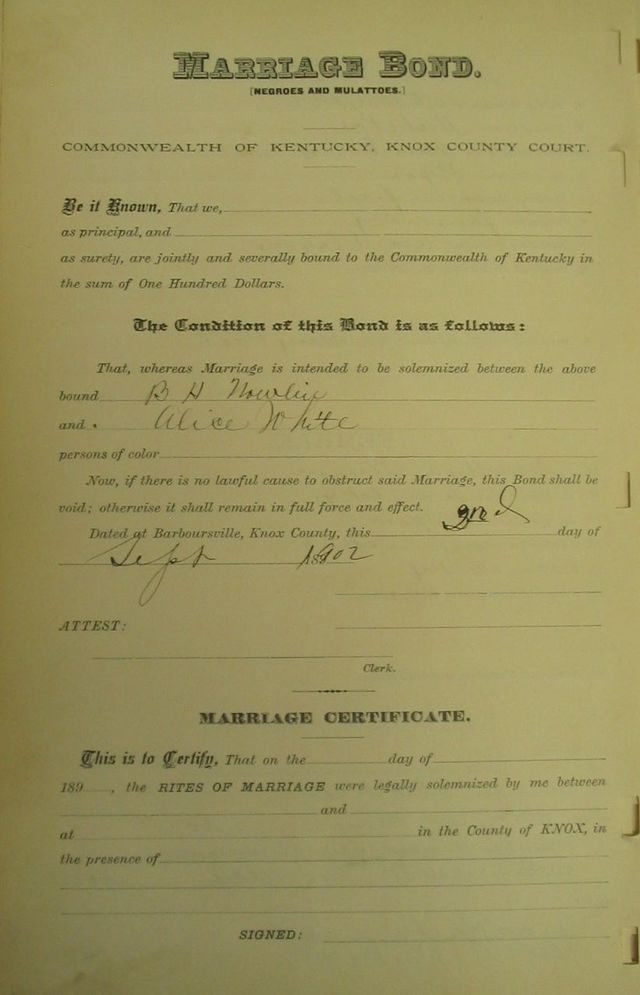 MARRIAGE BOND.
[NEGROES AND MULATTOES.]
COMMONWEALTH OF KENTUCKY, KNOX COUNTY COURT.
Be it Known, That we,
as principal, and
as surety, are jointly and severally bound to the Commonwealth of Kentucky in
the sum of One Hundred Dollars.
The Condition of this Bond is as follows:
That, whereas Marriage is intended to be solemnized between the above
bound B H Nowlin
and Alice White
persons of color
Now, if there is no lawful cause to obstruct said Marriage, this Bond shall be
void; otherwise it shall remain in full force and effect.
Dated at Barboursville, Knox County, this day of
Sept 1902
ATTEST:
Clerk.
MARRIAGE CERTIFICATE.
This is to Certify, That on the day of
189 , the RITES OF MARRIAGE were legally solemnized by me between
and
at in the County of KNOX, in
the presence of
SIGNED: